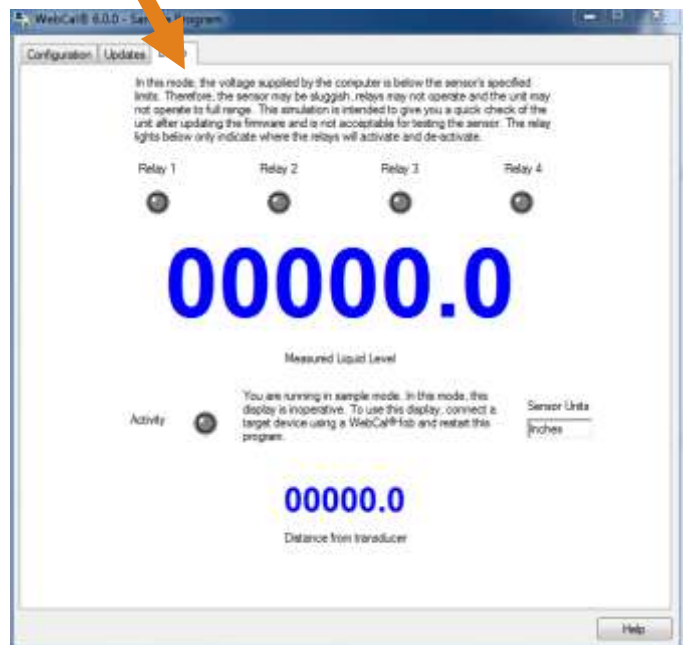 WebCal® 6.0.0 - Sample Program
Configuration Updates
In this mode, the voltage supplied by the computer is below the sensor's specified
limits. Therefore, the sensor may be sluggish, relays may not operate and the unit may
not operate to full range. This simulation is intended to give you a quick check of the
unit after updating the firmware and is not acceptable for testing the sensor. The relay
lights below only indicate where the relays will activate and de-activate.
Relay 1 Relay 2 Relay 3 Relay 4
00000.0
Measured Liquid Level
You are running in sample mode. In this mode, this
display is inoperative. To use this display, connect a
target device using a WebCal® fob and restart this
program.
Activity
Sensor Units
Inches
00000.0
Distance from transducer
Help